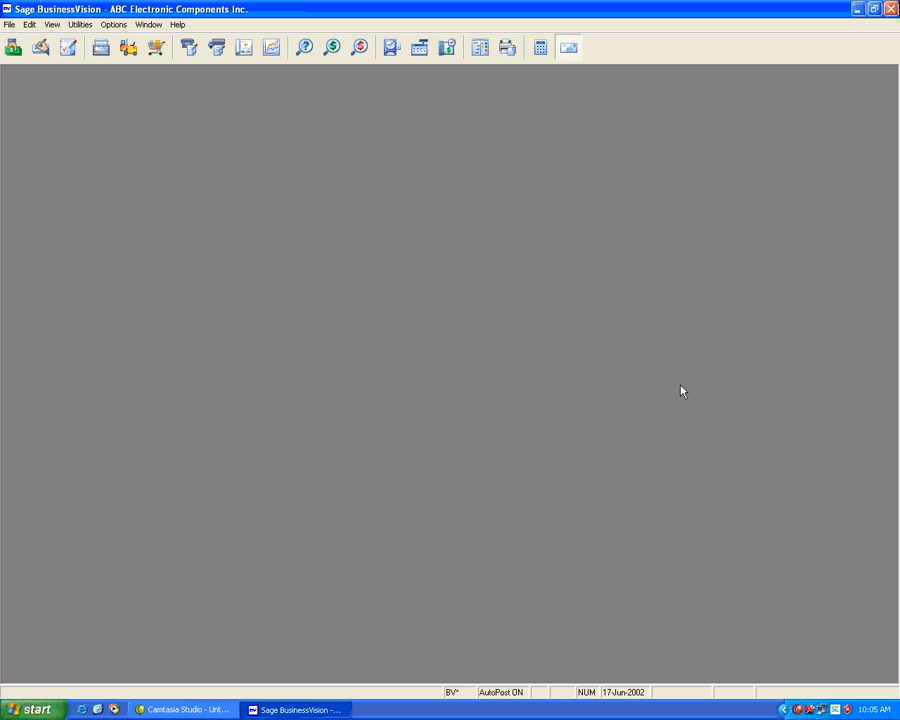 Sage BusinessVision - ABC Electronic Components Inc.
File Edit View Utilities Options Window Help
BV* AutoPost ON NUM 17-Jun-2002
start Camtasia Studio - Unt... Sage BusinessVision -... SE 10:05 AM